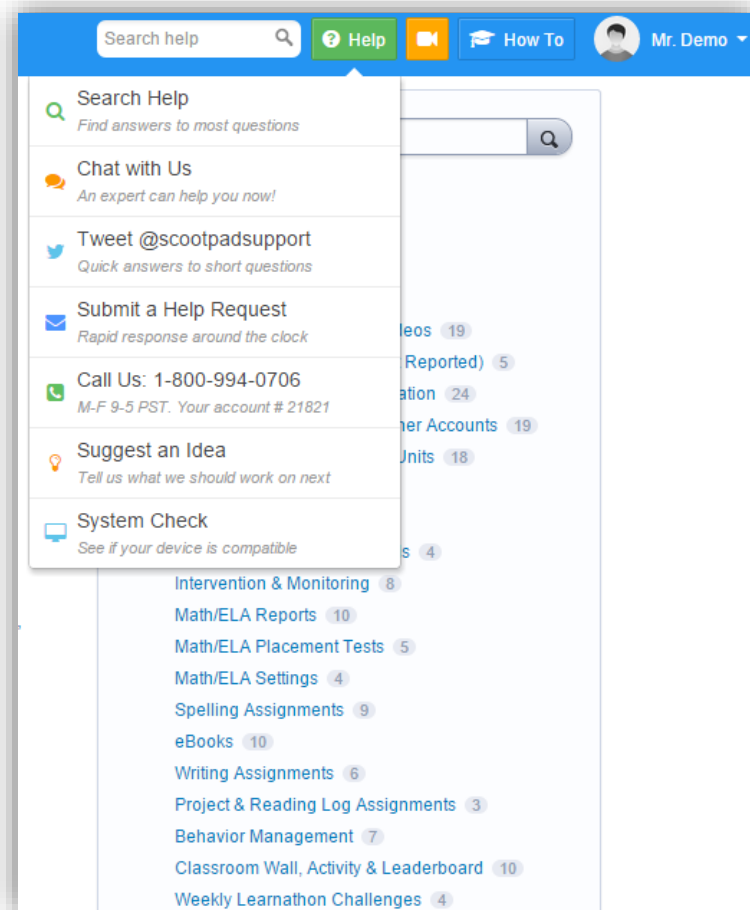 Search help
Help
How To
Mr. Demo
Search Help
Find answers to most questions
Chat with Us
An expert can help you now!
Tweet @scootpadsupport
Quick answers to short questions
Submit a Help Request
Rapid response around the clock
Call Us: 1-800-994-0706
M-F 9-5 PST. Your account # 21821
Suggest an Idea
Tell us what we should work on next
System Check
See if your device is compatible
19
Reported) 5
24
Accounts 19
18
4
Intervention & Monitoring 8
Math/ELA Reports 10
Math/ELA Placement Tests 5
Math/ELA Settings 4
Spelling Assignments 9
eBooks 10
Writing Assignments 6
Project & Reading Log Assignments 3
Behavior Management 7
Classroom Wall, Activity & Leaderboard 10
Weekly Learnathon Challenges 4